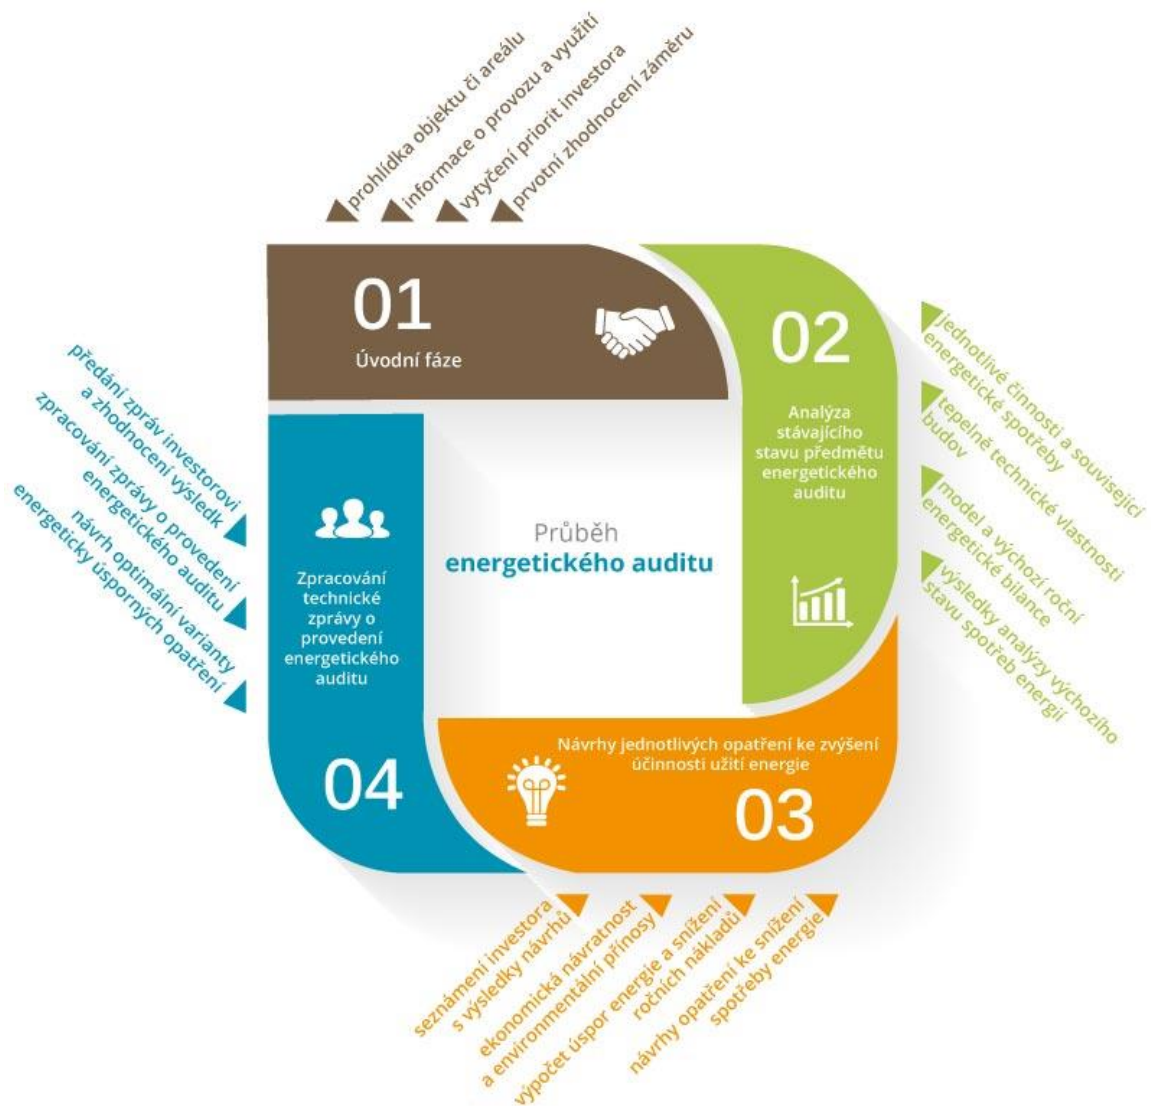 prohlídka objektu či areálu
informace o provozu a využití
vytyčení priorit investora
prvotní zhodnocení záměru
01
Úvodní fáze
02
Analýza
stávajícího
stavu předmětu
energetického
auditu
jednotlivé činnosti a související
energetické spotřeby
tepelně technické vlastnosti
budov
model a výchozí roční
energetické bilance
výsledky analýzy výchozího
stavu spotřeb energií
Průběh
energetického auditu
Návrhy jednotlivých opatření ke zvýšení
účinnosti užití energie
03
seznámení investora
s výsledky návrhů
ekonomická návratnost
a environmentální přínosy
výpočet úspor energie a snížení
ročních nákladů
návrhy opatření ke snížení
spotřeby energie
Zpracování
technické
zprávy o
provedení
energetického
auditu
04
předání zpráv investorovi
a zhodnocení výsledk
zpracování zprávy o provedení
energetického auditu
návrh optimální varianty
energeticky úsporných opatření